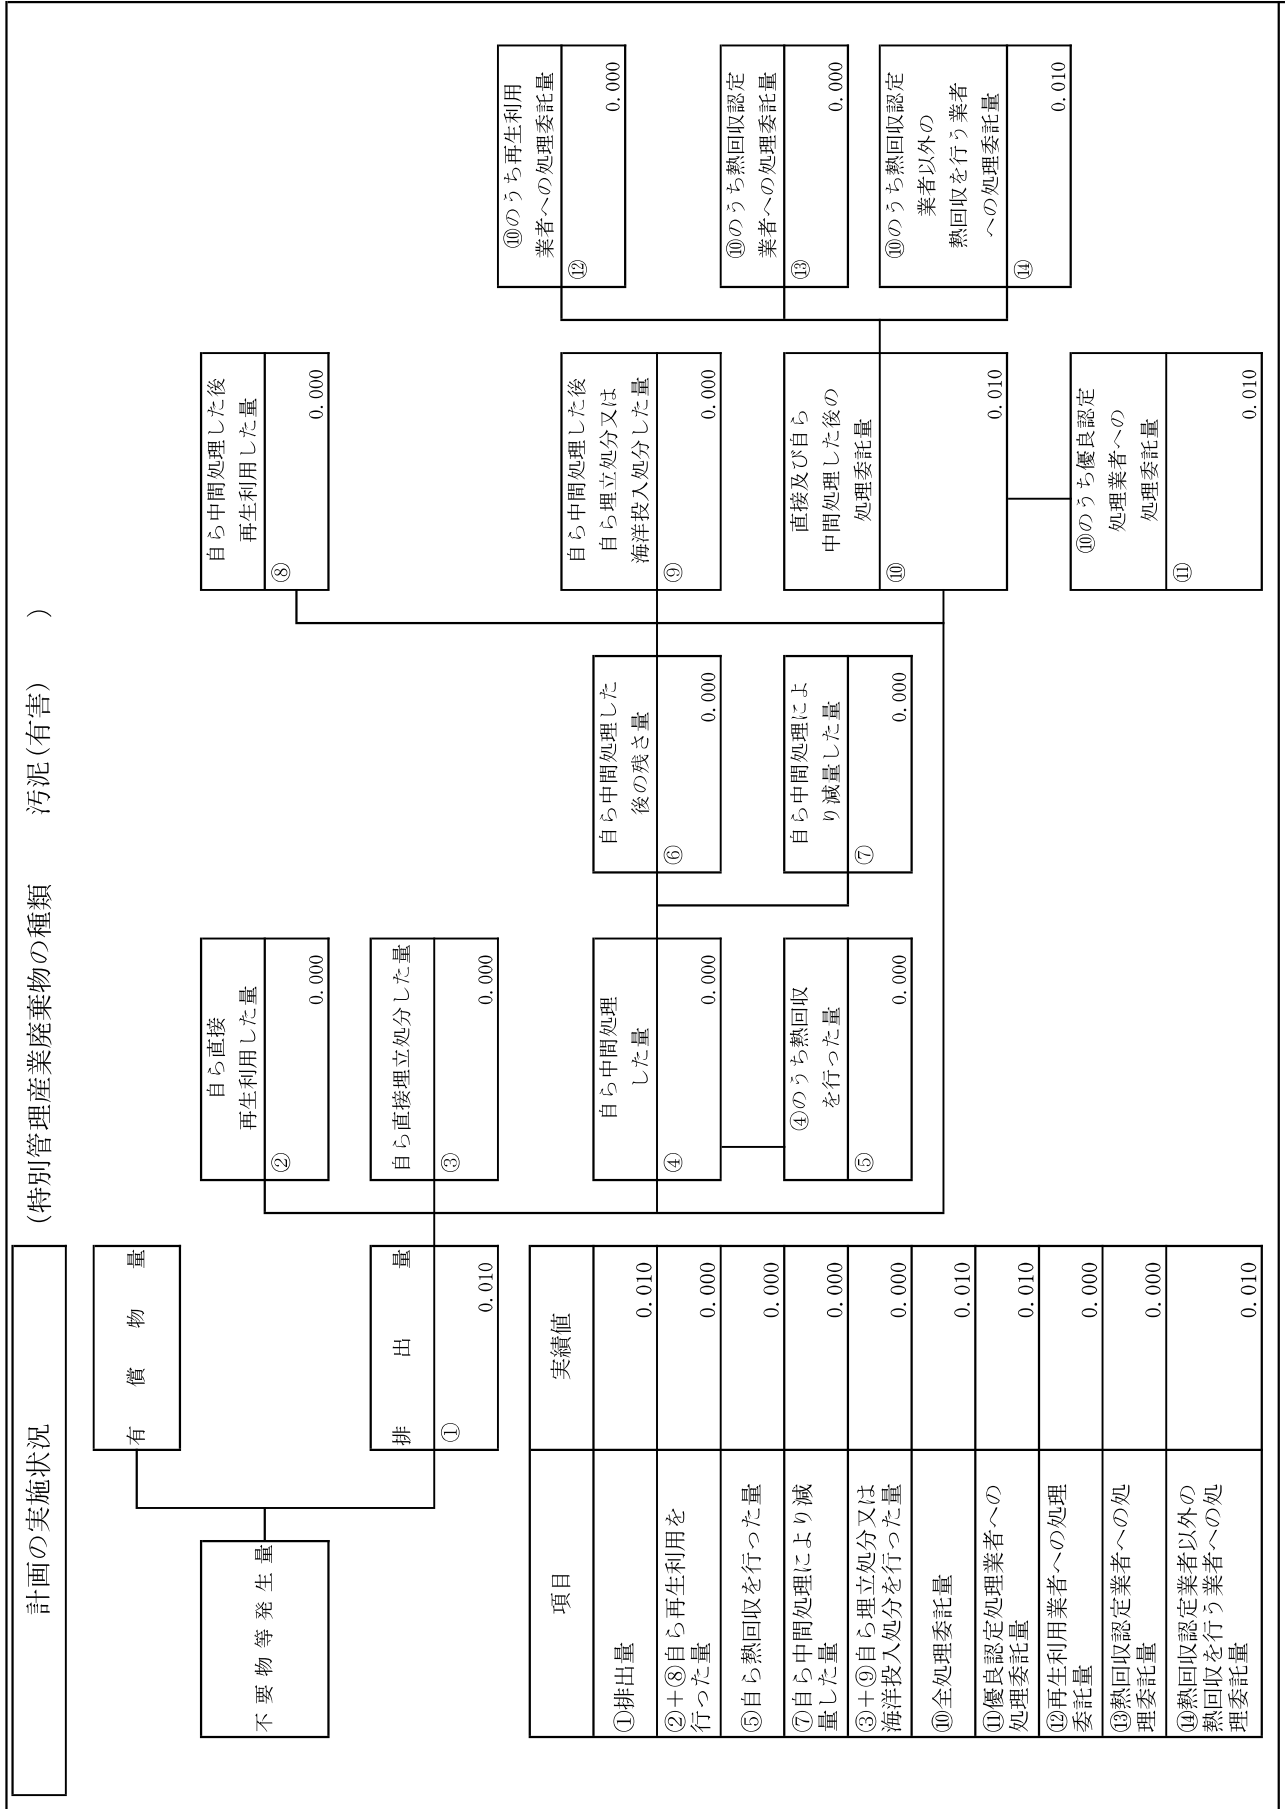 計画の実施状況
(特別管理産業廃棄物の種類　汚泥(有害)　)
不要物等発生量
有償物量
排出量
①
0.010
自ら直接
再生利用した量
②
0.000
自ら直接埋立処分した量
③
0.000
自ら中間処理
した量
④
0.000
④のうち熱回収
を行った量
⑤
0.000
自ら中間処理した
後の残さ量
⑥
0.000
自ら中間処理によ
り減量した量
⑦
0.000
自ら中間処理した後
再生利用した量
⑧
0.000
自ら中間処理した後
自ら埋立処分又は
海洋投入処分した量
⑨
0.000
直接及び自ら
中間処理した後の
処理委託量
⑩
0.010
⑩のうち優良認定
処理業者への
処理委託量
⑪
0.010
⑩のうち再生利用
業者への処理委託量
⑫
0.000
⑩のうち熱回収認定
業者への処理委託量
⑬
0.000
⑩のうち熱回収認定
業者以外の
熱回収を行う業者
への処理委託量
⑭
0.010
項目 実績値
①排出量 0.010
②+⑧自ら再生利用を
行った量 0.000
⑤自ら熱回収を行った量 0.000
⑦自ら中間処理により減
量した量 0.000
③+⑨自ら埋立処分又は
海洋投入処分を行った量 0.000
⑩全処理委託量 0.010
⑪優良認定処理業者への
処理委託量 0.010
⑫再生利用業者への処理
委託量 0.000
⑬熱回収認定業者への処
理委託量 0.000
⑭熱回収認定業者以外の
熱回収を行う業者への処
理委託量 0.010